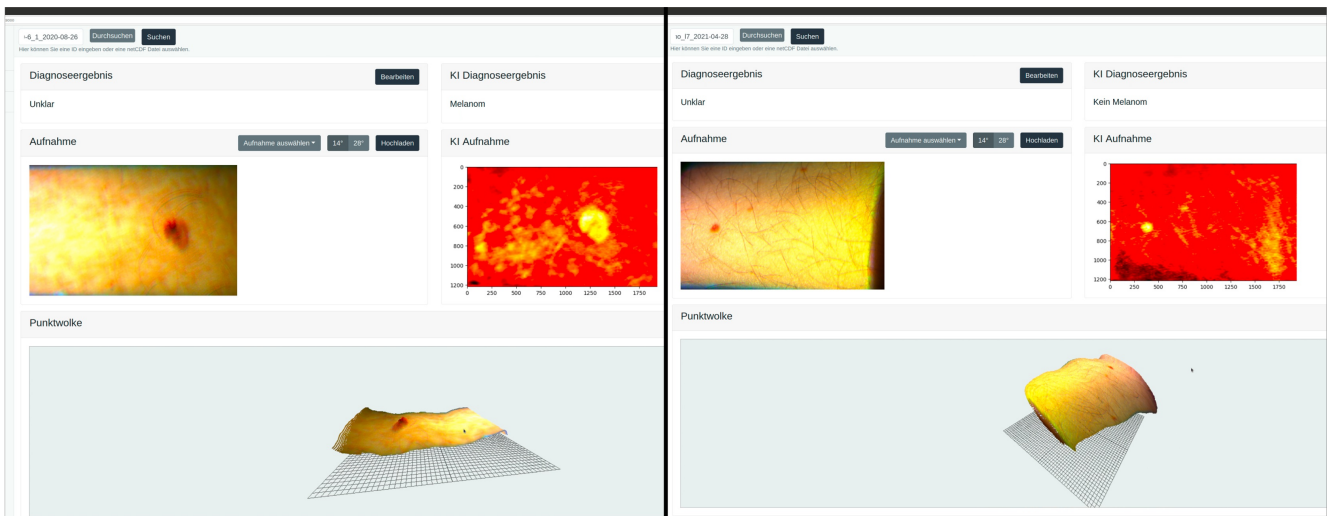 -6_1_2020-08-26 Durchsuchen Suchen
Hier können Sie eine ID eingeben oder eine netCDF Datei auswählen.
Diagnoseergebnis Bearbeiten
Unklar
KI Diagnoseergebnis
Melanom
Aufnahme Aufnahme auswählen 14° 28° Hochladen
KI Aufnahme
0
200
400
600
800
1000
1200
0 250 500 750 1000 1250 1500 1750
Punktwolke
o_l7_2021-04-28 Durchsuchen Suchen
Hier können Sie eine ID eingeben oder eine netCDF Datei auswählen.
Diagnoseergebnis Bearbeiten
Unklar
KI Diagnoseergebnis
Kein Melanom
Aufnahme Aufnahme auswählen 14° 28° Hochladen
KI Aufnahme
0
200
400
600
800
1000
1200
0 250 500 750 1000 1250 1500 1750
Punktwolke